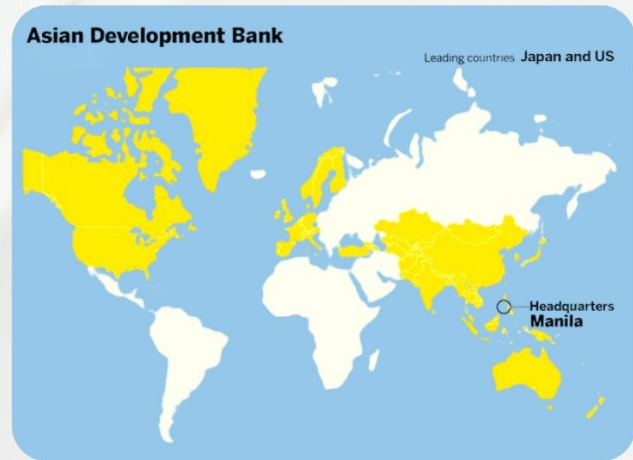 Asian Development Bank
Leading countries Japan and US
Headquarters
Manila